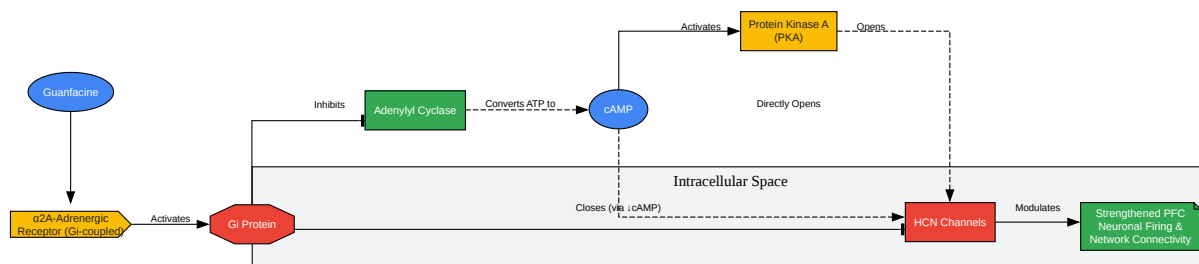 Guanfacine
α2A-Adrenergic
Receptor (Gi-coupled)
Activates
Gi Protein
Inhibits
Adenylyl Cyclase
Converts ATP to
cAMP
Activates
Protein Kinase A
(PKA)
Opens
Directly Opens
Intracellular Space
Closes (via ↓cAMP)
HCN Channels
Modulates
Strengthened PFC
Neuronal Firing &
Network Connectivity